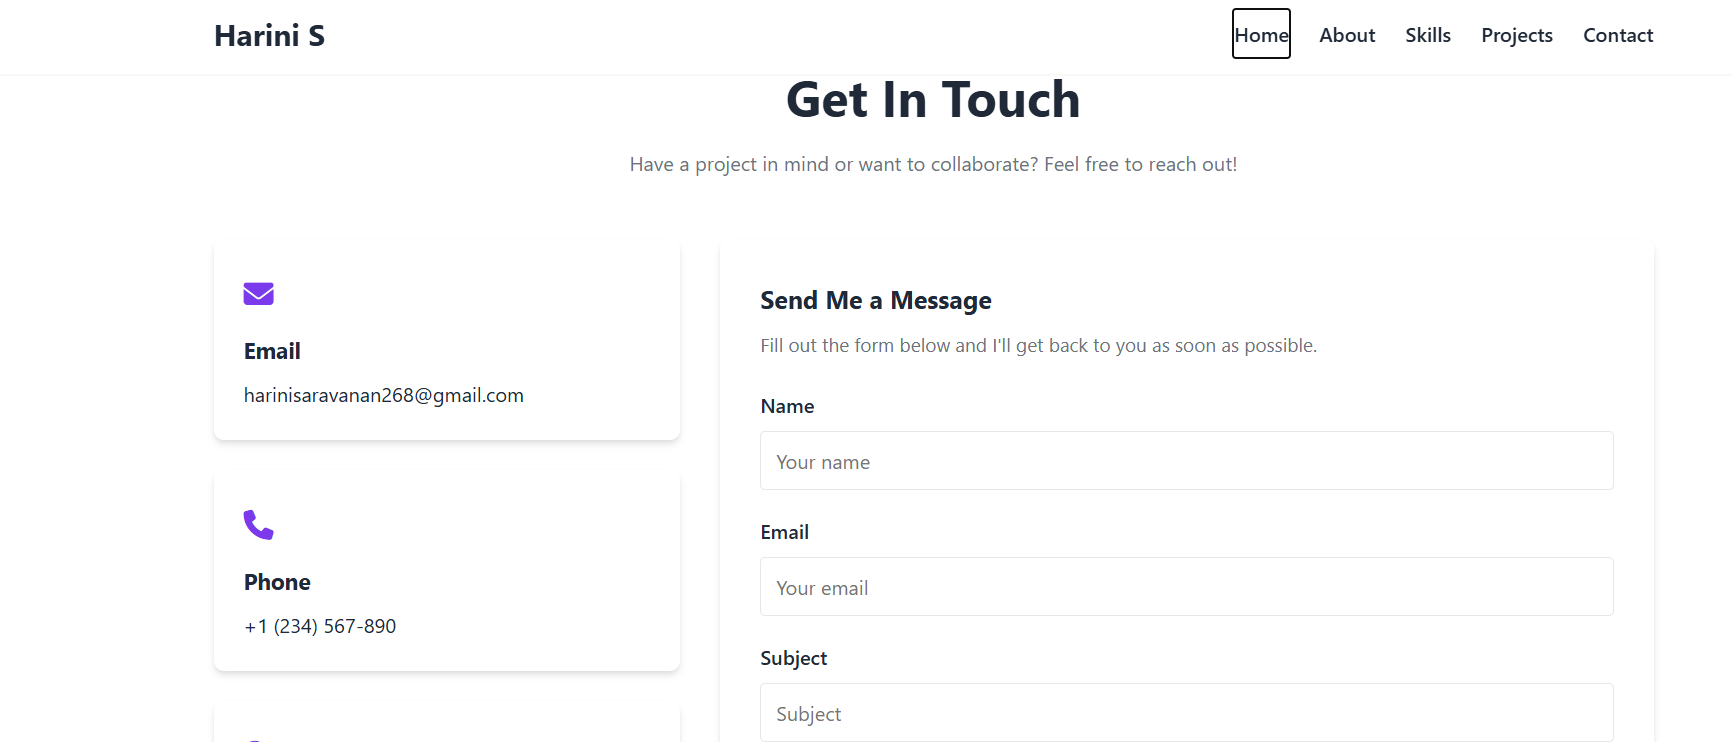 Harini S
Home About Skills Projects Contact
Get In Touch
Have a project in mind or want to collaborate? Feel free to reach out!
Email
harinisaravanan268@gmail.com
Phone
+1 (234) 567-890
Send Me a Message
Fill out the form below and I'll get back to you as soon as possible.
Name
Your name
Email
Your email
Subject
Subject